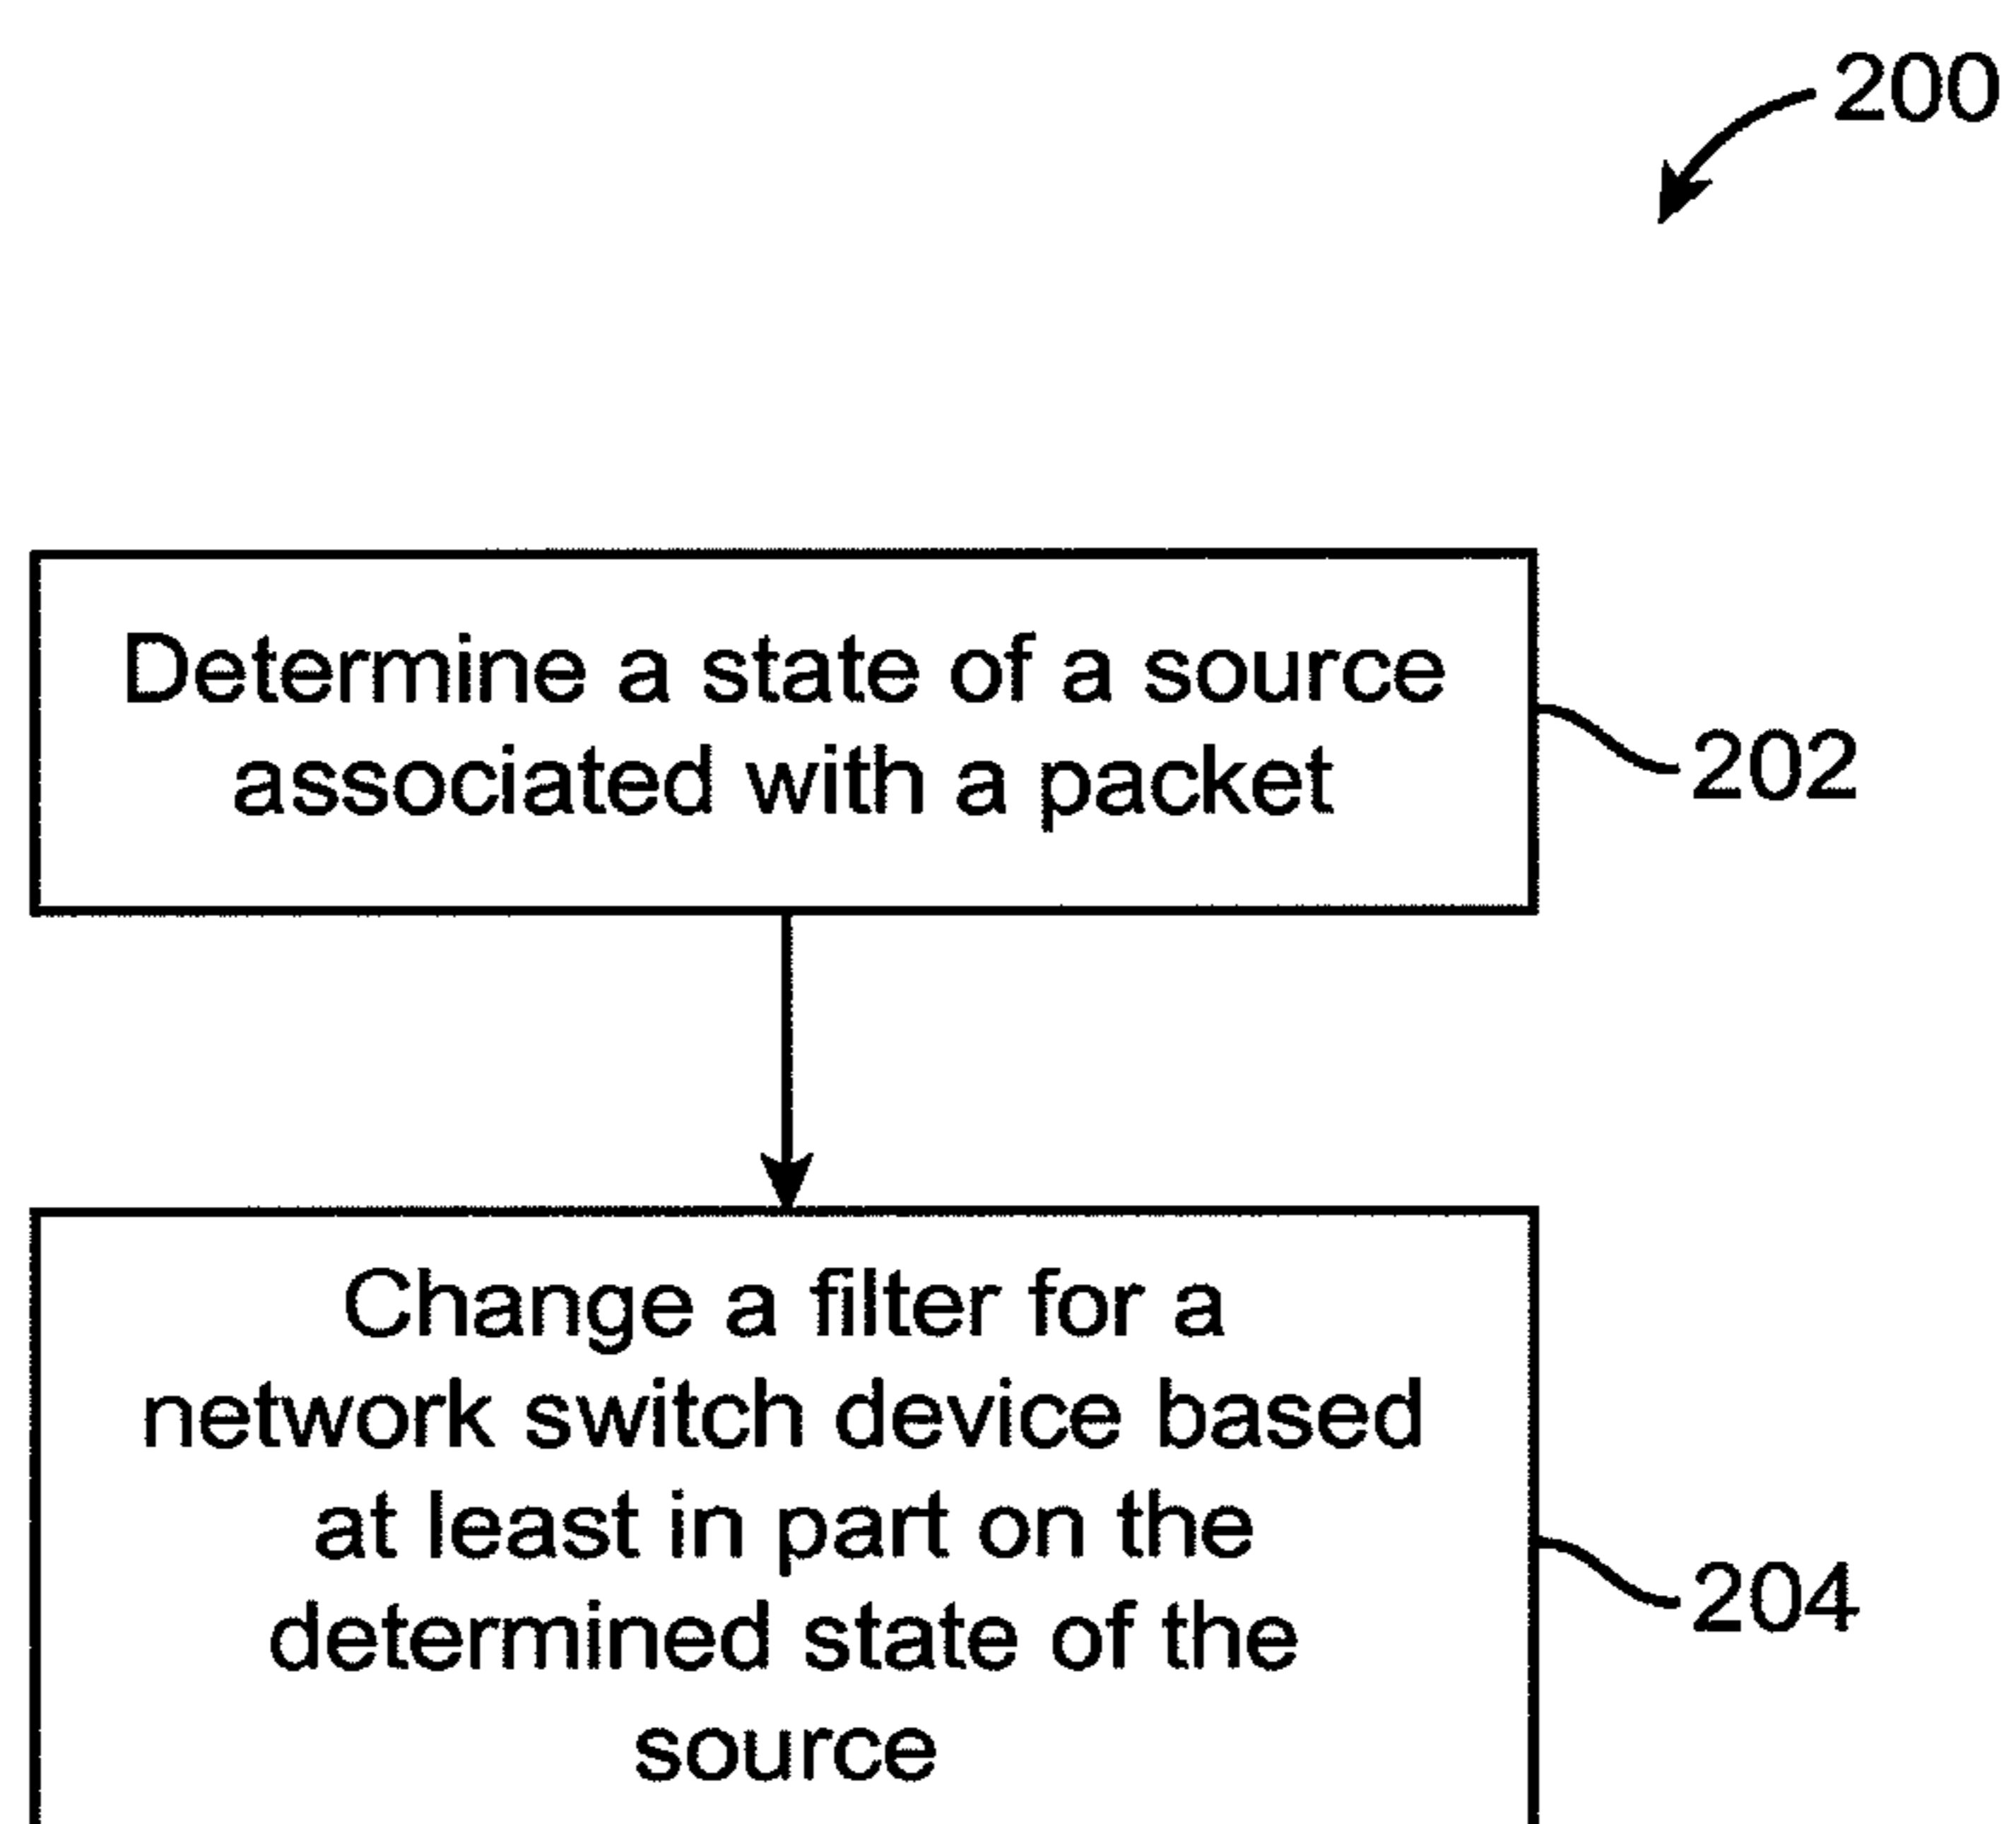 200
Determine a state of a source
associated with a packet
202
Change a filter for a
network switch device based
at least in part on the
determined state of the
source
204